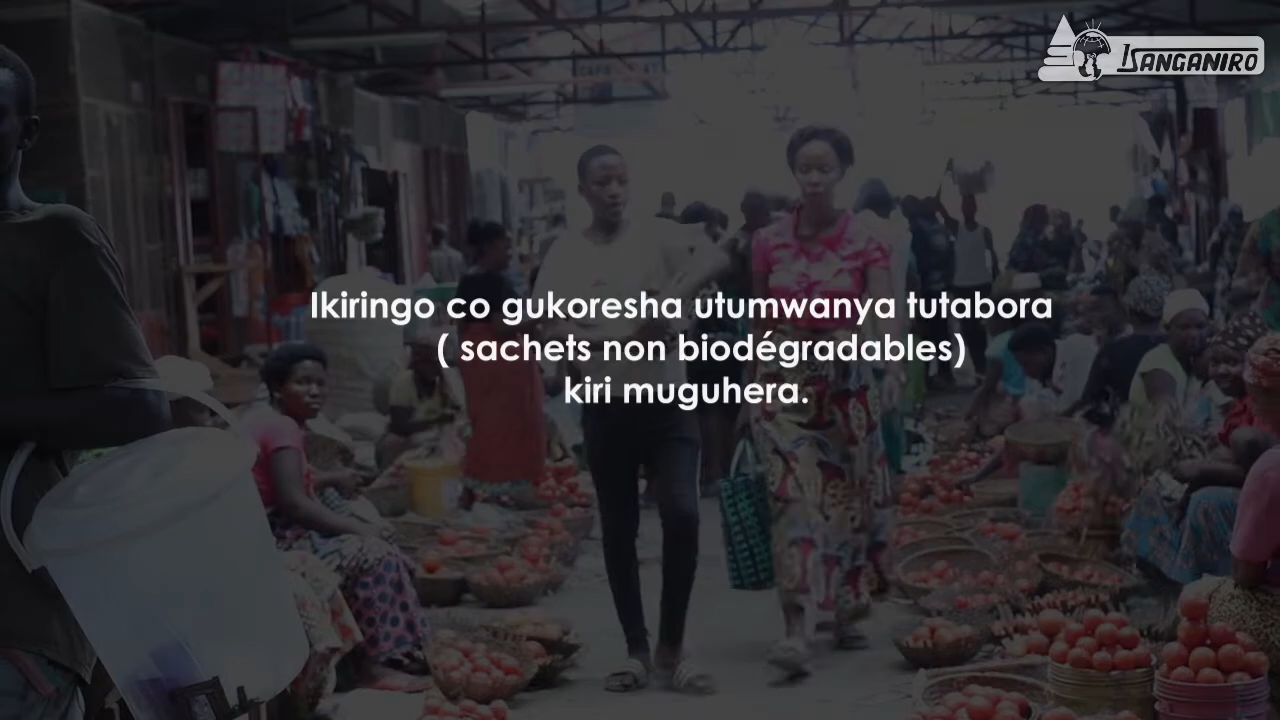 ISANGANIRO
Ikiringo co gukoresha utumwanya tutabora
( sachets non biodégradables)
kiri muguhera.